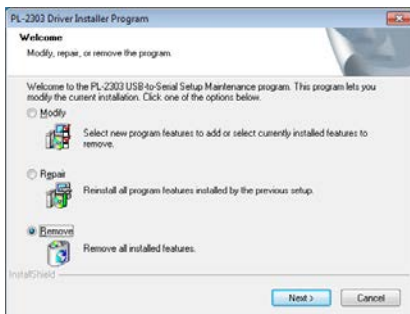 PL-2303 Driver Installer Program
Welcome
Modify, repair, or remove the program.
Welcome to the PL-2303 USB-to-Serial Setup Maintenance program. This program lets you
modify the current installation. Click one of the options below.
Modify
Select new program features to add or select currently installed features to
remove.
Repair
Reinstall all program features installed by the previous setup.
Remove
Remove all installed features.
InstallShield
Next >
Cancel